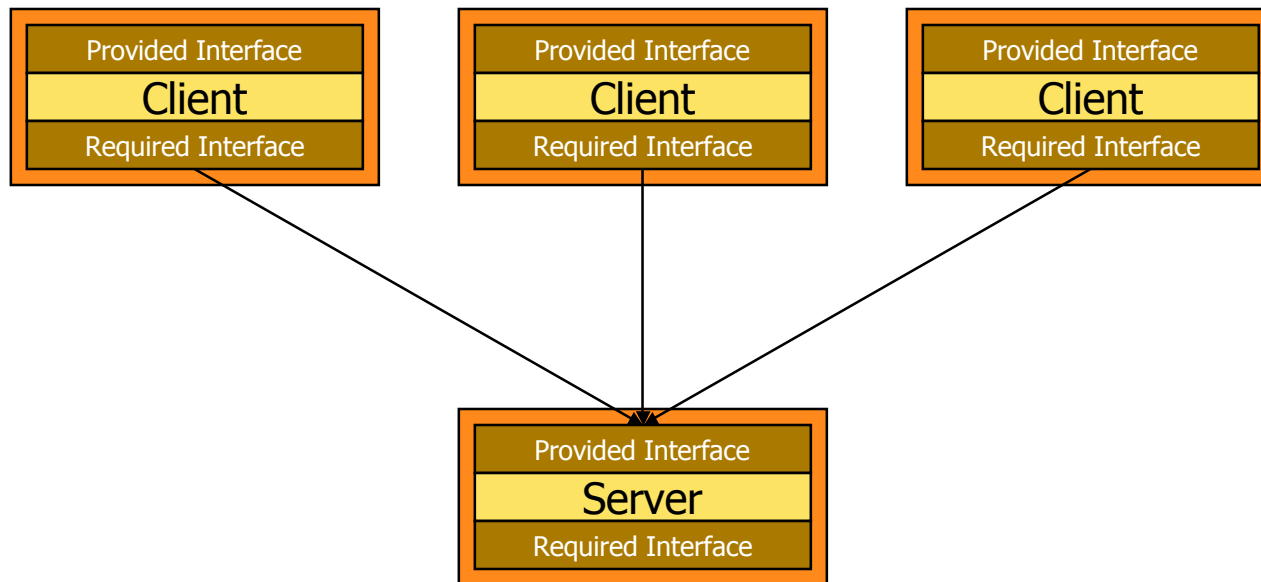 Provided Interface
Client
Required Interface
Provided Interface
Client
Required Interface
Provided Interface
Client
Required Interface
Provided Interface
Server
Required Interface